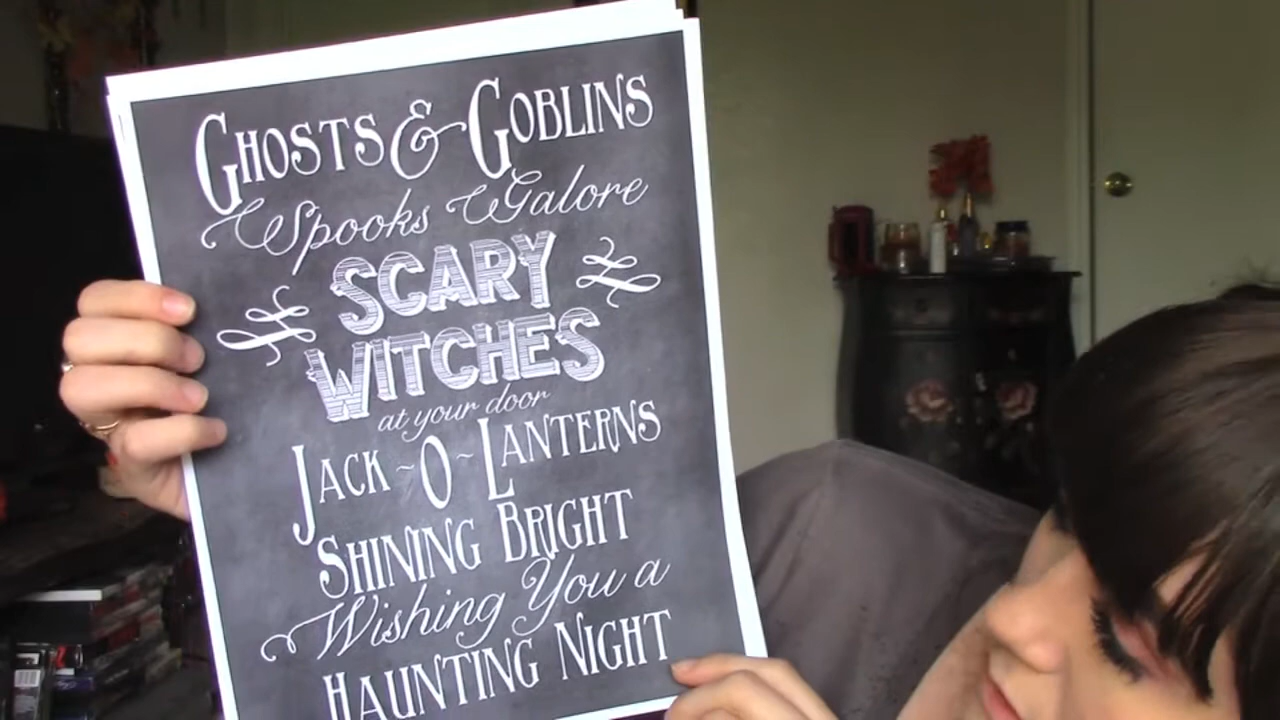 Ghosts & Goblins
Spooks Galore
SCARY
WITCHES
at your door
Jack~O~Lanterns
Shining Bright
Wishing You a
Haunting Night